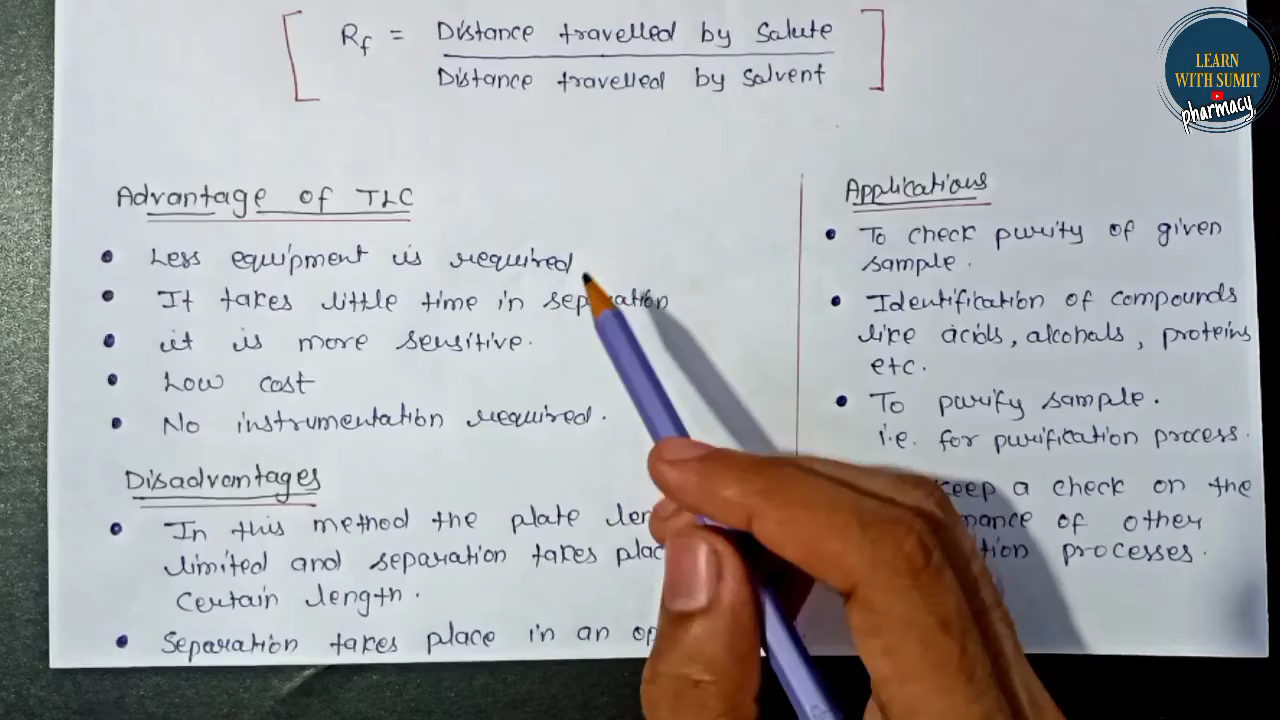 Rf = Distance travelled by Salute
Distance travelled by Salvent
LEARN
WITH SUMIT
pharmacy
Advantage of TLC
• Less equipment is required
• It takes little time in separation
• it is more sensitive.
• Low cost
• No instrumentation required.
Disadvantages
• In this method the plate
limited and separation takes
Certain length.
• Separation takes place in an
Applications
• To check purity of given
sample.
• Identification of compounds
like acids, alcohals, proteins
etc.
• To purify sample.
i.e. for purification process.
keep a check on the
of other
processes.